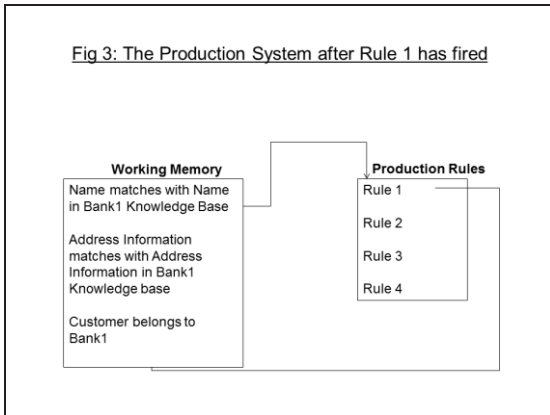 Fig 3: The Production System after Rule 1 has fired
Working Memory
Name matches with Name
in Bank1 Knowledge Base
Address Information
matches with Address
Information in Bank1
Knowledge base
Customer belongs to
Bank1
Production Rules
Rule 1
Rule 2
Rule 3
Rule 4